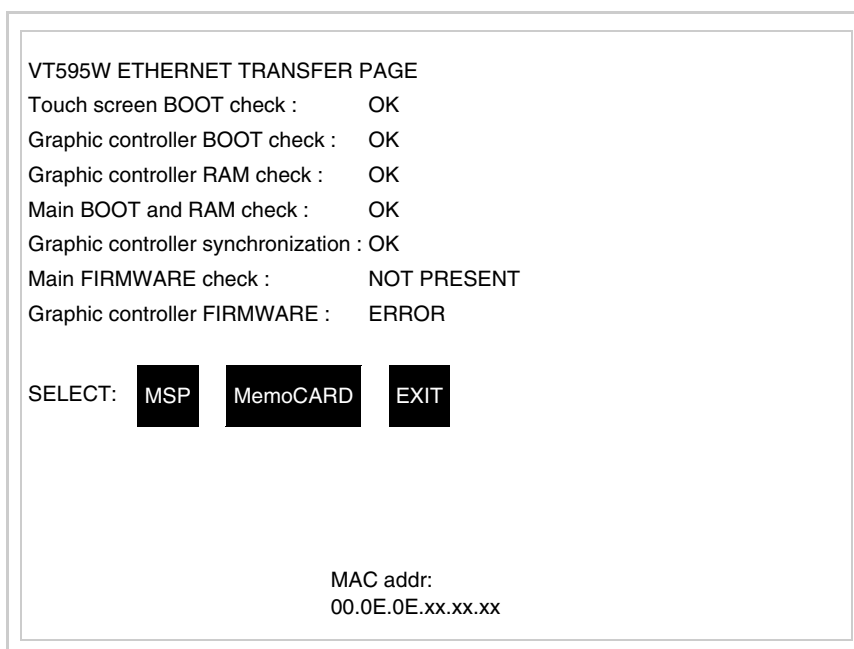 VT595W ETHERNET TRANSFER PAGE
Touch screen BOOT check : OK
Graphic controller BOOT check : OK
Graphic controller RAM check : OK
Main BOOT and RAM check : OK
Graphic controller synchronization : OK
Main FIRMWARE check : NOT PRESENT
Graphic controller FIRMWARE : ERROR
SELECT: MSP MemoCARD EXIT
MAC addr:
00.0E.0E.xx.xx.xx